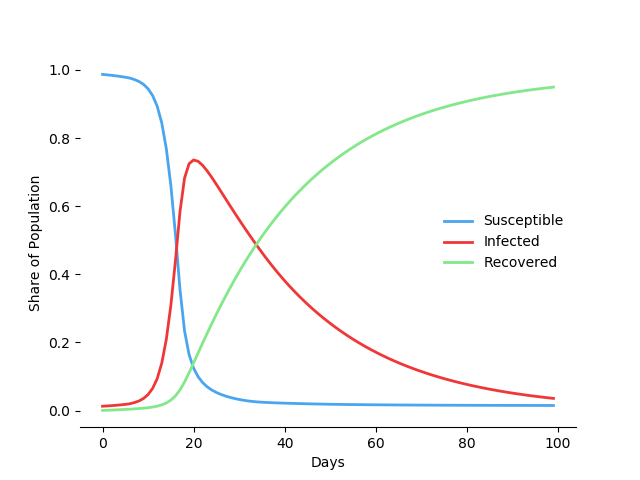 1.0
0.8
0.6
0.4
0.2
0.0
Share of Population
Susceptible
Infected
Recovered
0 20 40 60 80 100
Days